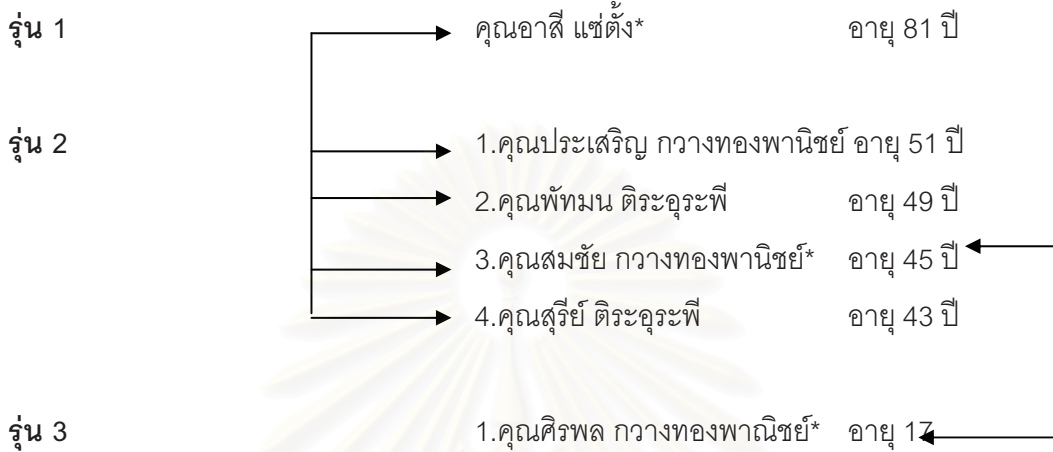 รุ่น 1 คุณอาสี แซ่ตั้ง* อายุ 81 ปี
รุ่น 2 1.คุณประเสริญ กวางทองพานิชย์ อายุ 51 ปี
2.คุณพัทมน ติระอุระพี อายุ 49 ปี
3.คุณสมชัย กวางทองพานิชย์* อายุ 45 ปี
4.คุณสุรีย์ ติระอุระพี อายุ 43 ปี
รุ่น 3 1.คุณศิรพล กวางทองพาณิชย์* อายุ 17